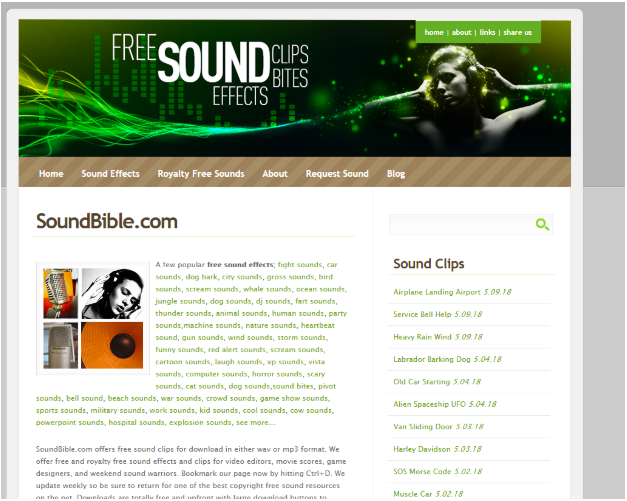 home | about | links | share us
FREE SOUND CLIPS
BITES
EFFECTS
Home Sound Effects Royalty Free Sounds About Request Sound Blog
SoundBible.com
A few popular free sound effects; fight sounds, car
sounds, dog bark, city sounds, gross sounds, bird
sounds, scream sounds, whale sounds, ocean sounds,
jungle sounds, dog sounds, dj sounds, fart sounds,
thunder sounds, animal sounds, human sounds, party
sounds,machine sounds, nature sounds, heartbeat
sound, gun sounds, wind sounds, storm sounds,
funny sounds, red alert sounds, scream sounds,
cartoon sounds, laugh sounds, xp sounds, vista
sounds, computer sounds, horror sounds, scary
sounds, cat sounds, dog sounds,sound bites, pivot
sounds, bell sound, beach sounds, war sounds, crowd sounds, game show sounds,
sports sounds, military sounds, work sounds, kid sounds, cool sounds, cow sounds,
powerpoint sounds, hospital sounds, explosion sounds, see more...
SoundBible.com offers free sound clips for download in either wav or mp3 format. We
offer free and royalty free sound effects and clips for video editors, movie scores, game
designers, and weekend sound warriors. Bookmark our page now by hitting Ctrl+D. We
update weekly so be sure to return for one of the best copyright free sound resources
on the net. Downloads are totally free and upfront with large download buttons to
Sound Clips
Airplane Landing Airport 5.09.18
Service Bell Help 5.09.18
Heavy Rain Wind 5.09.18
Labrador Barking Dog 5.04.18
Old Car Starting 5.04.18
Alien Spaceship UFO 5.04.18
Van Sliding Door 5.03.18
Harley Davidson 5.03.18
SOS Morse Code 5.02.18
Muscle Car 5.02.18